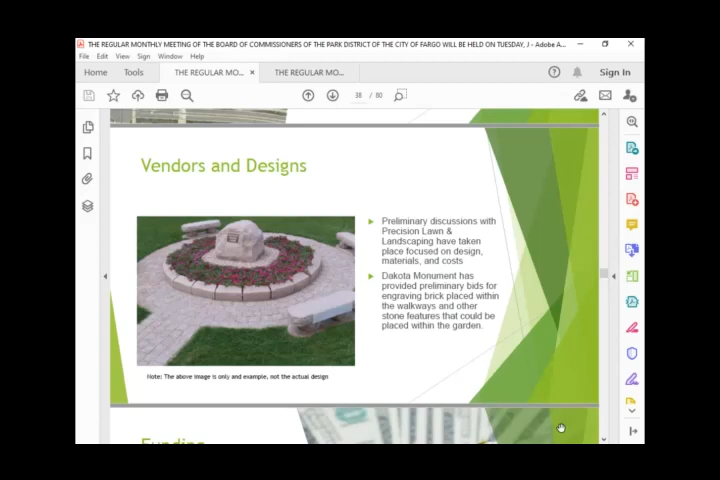 THE REGULAR MONTHLY MEETING OF THE BOARD OF COMMISSIONERS OF THE PARK DISTRICT OF THE CITY OF FARGO WILL BE HELD ON TUESDAY, J - Adobe A...
File Edit View Sign Window Help
Home Tools THE REGULAR MO... × THE REGULAR MO... Sign In
38 / 80
Vendors and Designs
Preliminary discussions with
Precision Lawn &
Landscaping have taken
place focused on design,
materials, and costs
Dakota Monument has
provided preliminary bids for
engraving brick placed within
the walkways and other
stone features that could be
placed within the garden.
Note: The above image is only and example, not the actual design
Funding